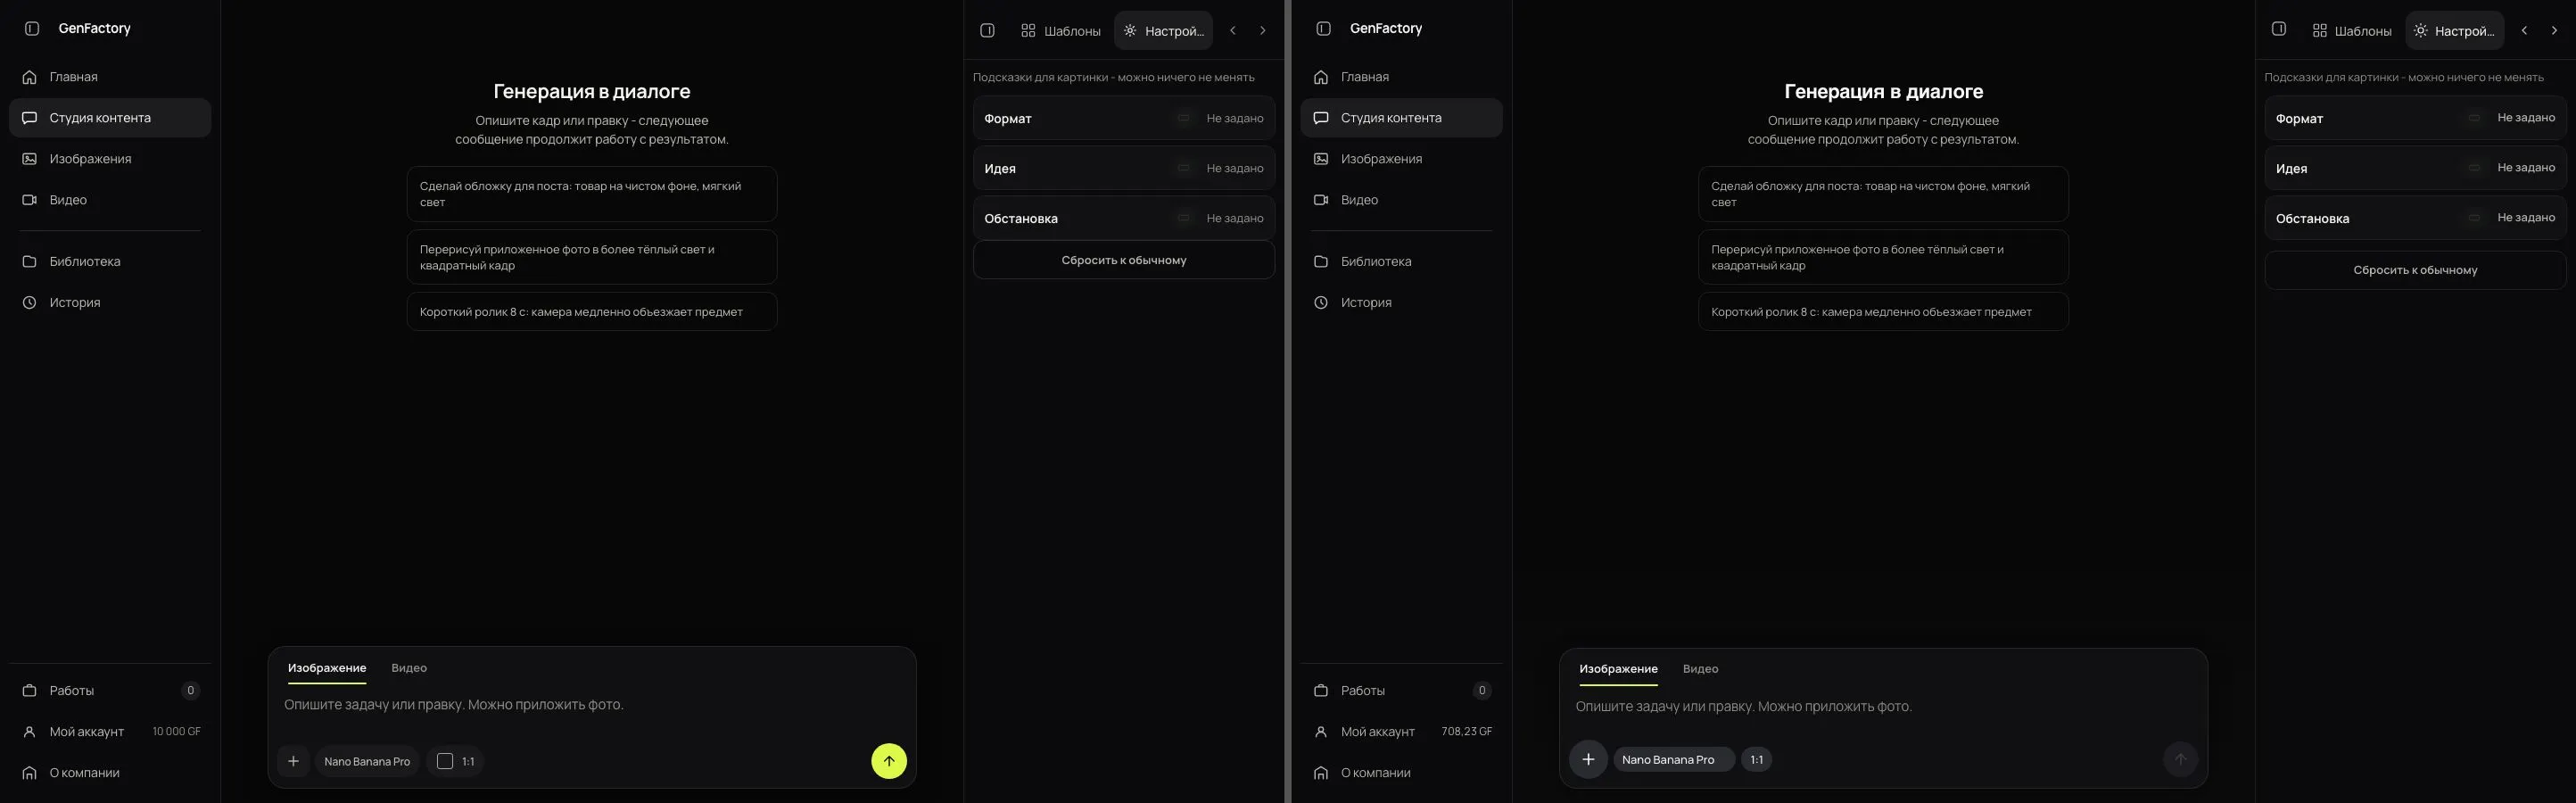 GenFactory
Главная
Студия контента
Изображения
Видео
Библиотека
История
Работы 0
Мой аккаунт 10 000 GF
О компании
Генерация в диалоге
Опишите кадр или правку - следующее
сообщение продолжит работу с результатом.
Сделай обложку для поста: товар на чистом фоне, мягкий
свет
Перерисуй приложенное фото в более тёплый свет и
квадратный кадр
Короткий ролик 8 с: камера медленно объезжает предмет
Изображение Видео
Опишите задачу или правку. Можно приложить фото.
Nano Banana Pro 1:1
Шаблоны Настрой...
Подсказки для картинки - можно ничего не менять
Формат Не задано
Идея Не задано
Обстановка Не задано
Сбросить к обычному
GenFactory
Главная
Студия контента
Изображения
Видео
Библиотека
История
Работы 0
Мой аккаунт 708,23 GF
О компании
Генерация в диалоге
Опишите кадр или правку - следующее
сообщение продолжит работу с результатом.
Сделай обложку для поста: товар на чистом фоне, мягкий
свет
Перерисуй приложенное фото в более тёплый свет и
квадратный кадр
Короткий ролик 8 с: камера медленно объезжает предмет
Изображение Видео
Опишите задачу или правку. Можно приложить фото.
Nano Banana Pro 1:1
Шаблоны Настрой...
Подсказки для картинки - можно ничего не менять
Формат Не задано
Идея Не задано
Обстановка Не задано
Сбросить к обычному